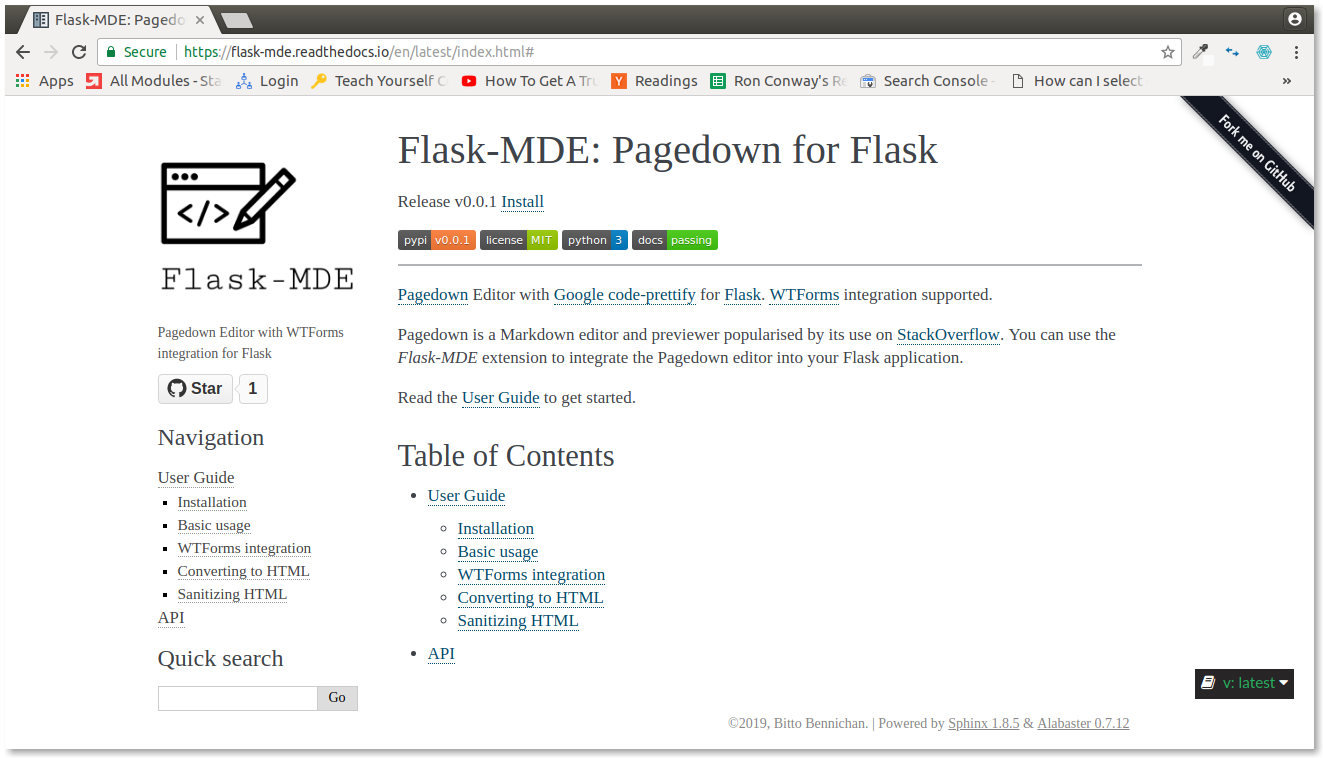 Flask-MDE: Pagedo
Secure https://flask-mde.readthedocs.io/en/latest/index.html#
Apps All Modules - Sta Login Teach Yourself C How To Get A Tru Readings Ron Conway's Re Search Console - How can I select »
Fork me on GitHub
</>
Flask-MDE
Pagedown Editor with WTForms
integration for Flask
Star 1
Navigation
User Guide
Installation
Basic usage
WTForms integration
Converting to HTML
Sanitizing HTML
API
Quick search
Go
Flask-MDE: Pagedown for Flask
Release v0.0.1 Install
pypi v0.0.1 license MIT python 3 docs passing
Pagedown Editor with Google code-prettify for Flask. WTForms integration supported.
Pagedown is a Markdown editor and previewer popularised by its use on StackOverflow. You can use the
Flask-MDE extension to integrate the Pagedown editor into your Flask application.
Read the User Guide to get started.
Table of Contents
User Guide
Installation
Basic usage
WTForms integration
Converting to HTML
Sanitizing HTML
API
v: latest
©2019, Bitto Bennichan. | Powered by Sphinx 1.8.5 & Alabaster 0.7.12